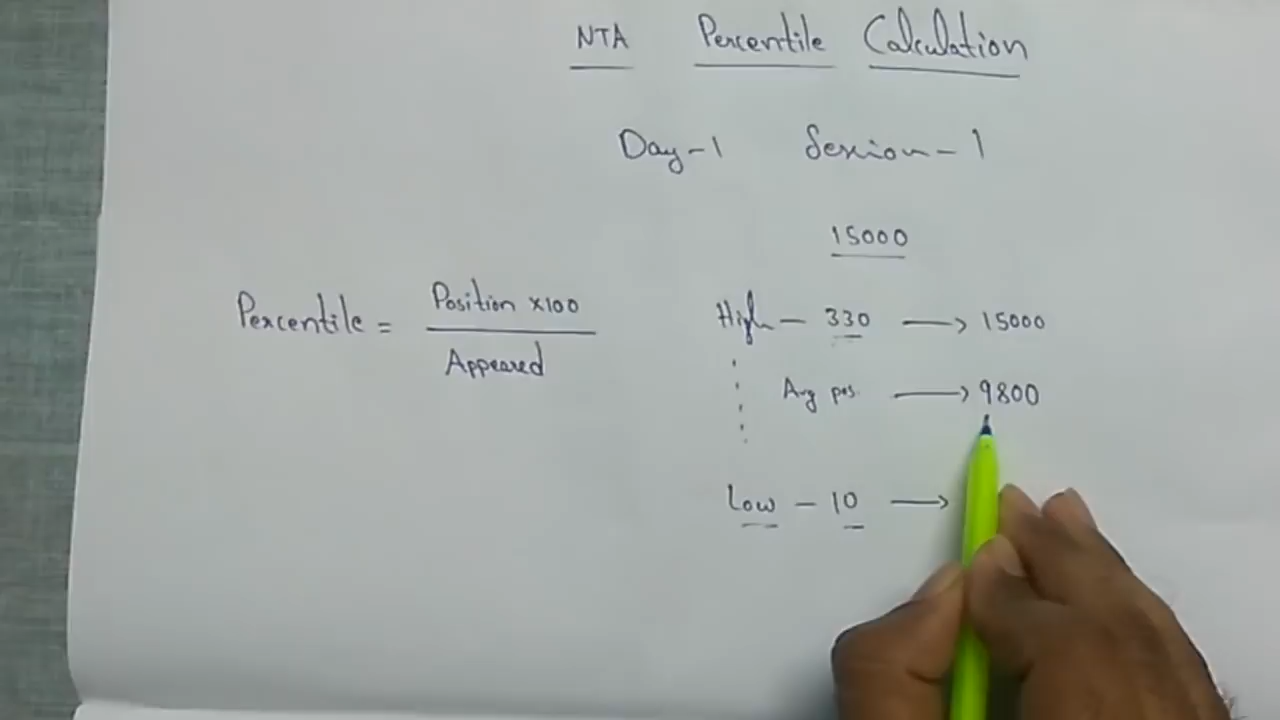 NTA Percentile Calculation
Day-1 Session-1
15000
Percentile = Position x100
Appeared
High - 330 → 15000
Avg pos. → 9800
Low - 10 →